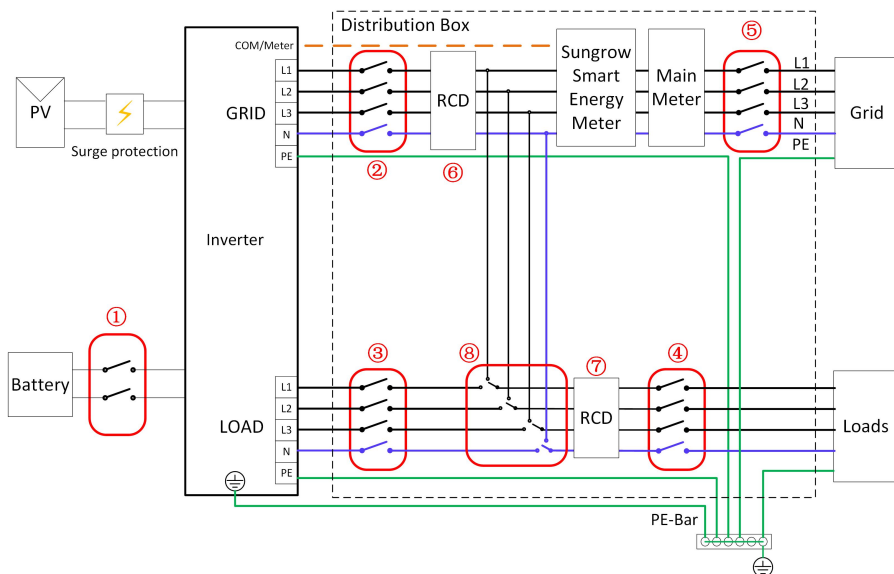 Distribution Box
⑤
COM/Meter
Sungrow
Smart
Energy
Meter
Main
Meter
L1
L2
L3
N
PE
GRID
RCD
L1
L2
L3
N
PE
Grid
PV
Surge protection
②
⑥
Inverter
①
③
⑧
⑦
④
Battery
L1
L2
L3
N
PE
LOAD
RCD
Loads
PE-Bar